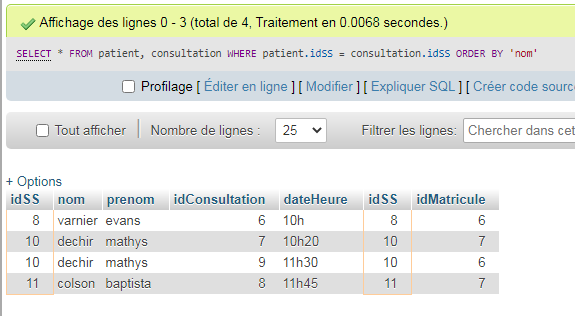 Affichage des lignes 0 - 3 (total de 4, Traitement en 0.0068 secondes.)
SELECT * FROM patient, consultation WHERE patient.idSS = consultation.idSS ORDER BY 'nom'
Profilage [ Éditer en ligne ] [ Modifier ] [ Expliquer SQL ] [ Créer code source
Tout afficher Nombre de lignes : 25 Filtrer les lignes: Chercher dans cet
+ Options
idSS nom prenom idConsultation dateHeure idSS idMatricule
8 varnier evans 6 10h 8 6
10 dechir mathys 7 10h20 10 7
10 dechir mathys 9 11h30 10 6
11 colson baptista 8 11h45 11 7